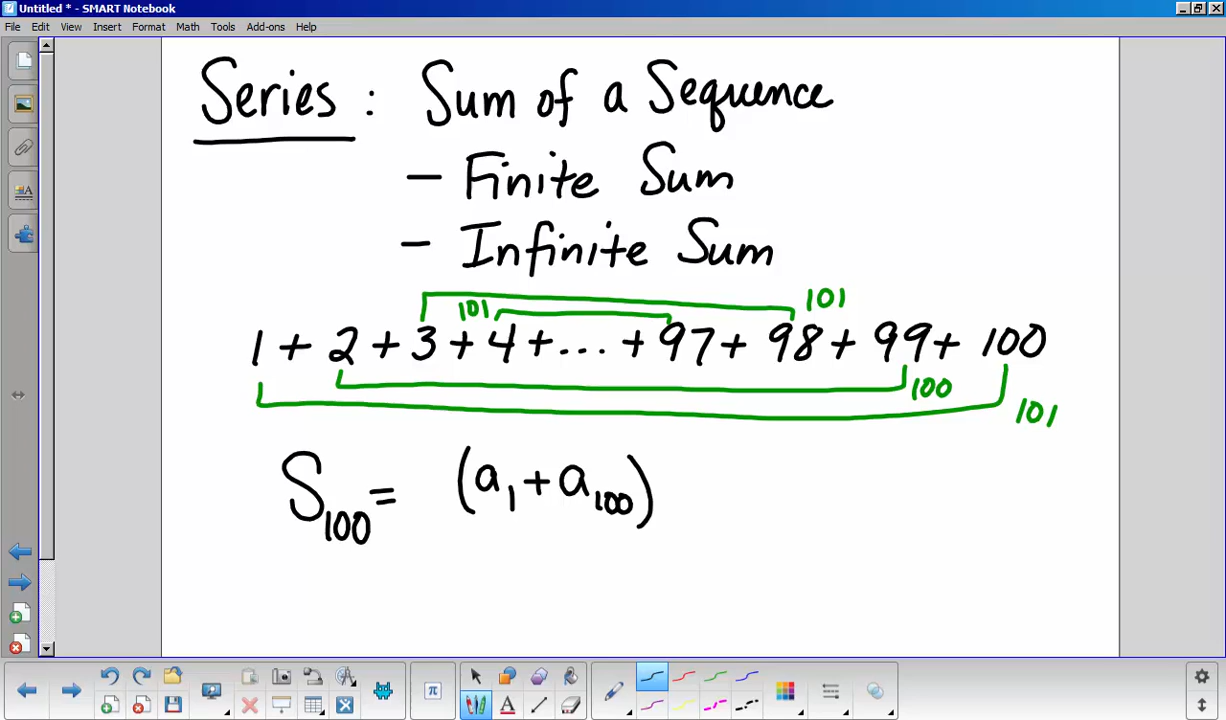 Untitled * - SMART Notebook
File Edit View Insert Format Math Tools Add-ons Help
Series : Sum of a Sequence
- Finite Sum
- Infinite Sum
101 101
1 + 2 + 3 + 4 + ... + 97 + 98 + 99 + 100
100
101
S₁₀₀ = (a₁ + a₁₀₀)